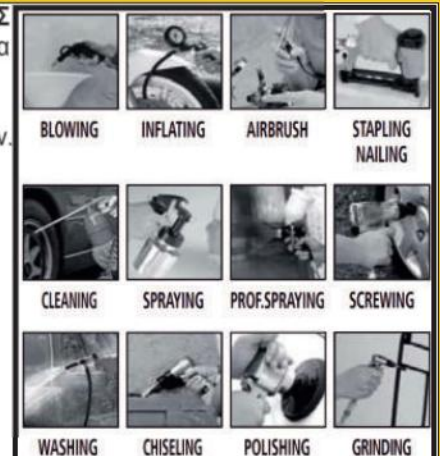 Σ
α
ν.
BLOWING INFLATING AIRBRUSH STAPLING
NAILING
CLEANING SPRAYING PROF.SPRAYING SCREWING
WASHING CHISELING POLISHING GRINDING